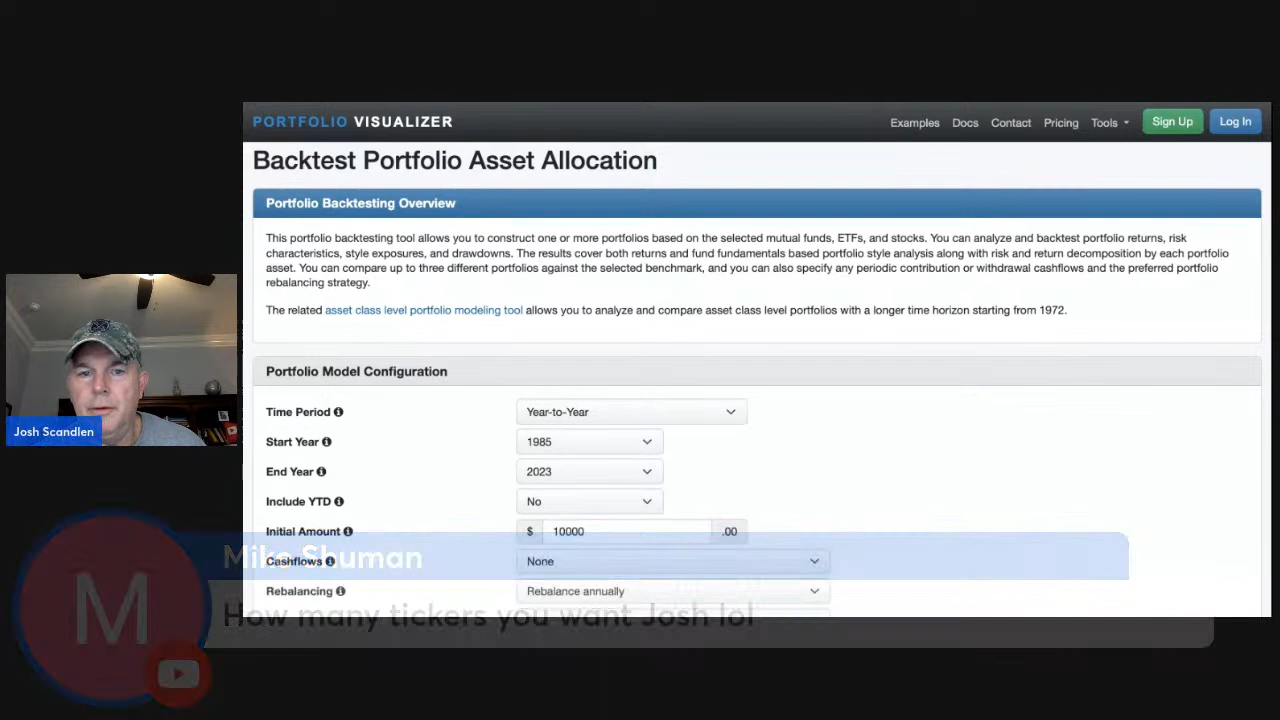 PORTFOLIO VISUALIZER
Examples Docs Contact Pricing Tools Sign Up Log In
Backtest Portfolio Asset Allocation
Portfolio Backtesting Overview
This portfolio backtesting tool allows you to construct one or more portfolios based on the selected mutual funds, ETFs, and stocks. You can analyze and backtest portfolio returns, risk
characteristics, style exposures, and drawdowns. The results cover both returns and fund fundamentals based portfolio style analysis along with risk and return decomposition by each portfolio
asset. You can compare up to three different portfolios against the selected benchmark, and you can also specify any periodic contribution or withdrawal cashflows and the preferred portfolio
rebalancing strategy.
The related asset class level portfolio modeling tool allows you to analyze and compare asset class level portfolios with a longer time horizon starting from 1972.
Portfolio Model Configuration
Time Period Year-to-Year
Start Year 1985
End Year 2023
Include YTD No
Initial Amount $ 10000 .00
Cashflows None
Rebalancing Rebalance annually
Josh Scandlen
M
Mike Shuman
How many tickers you want Josh lol